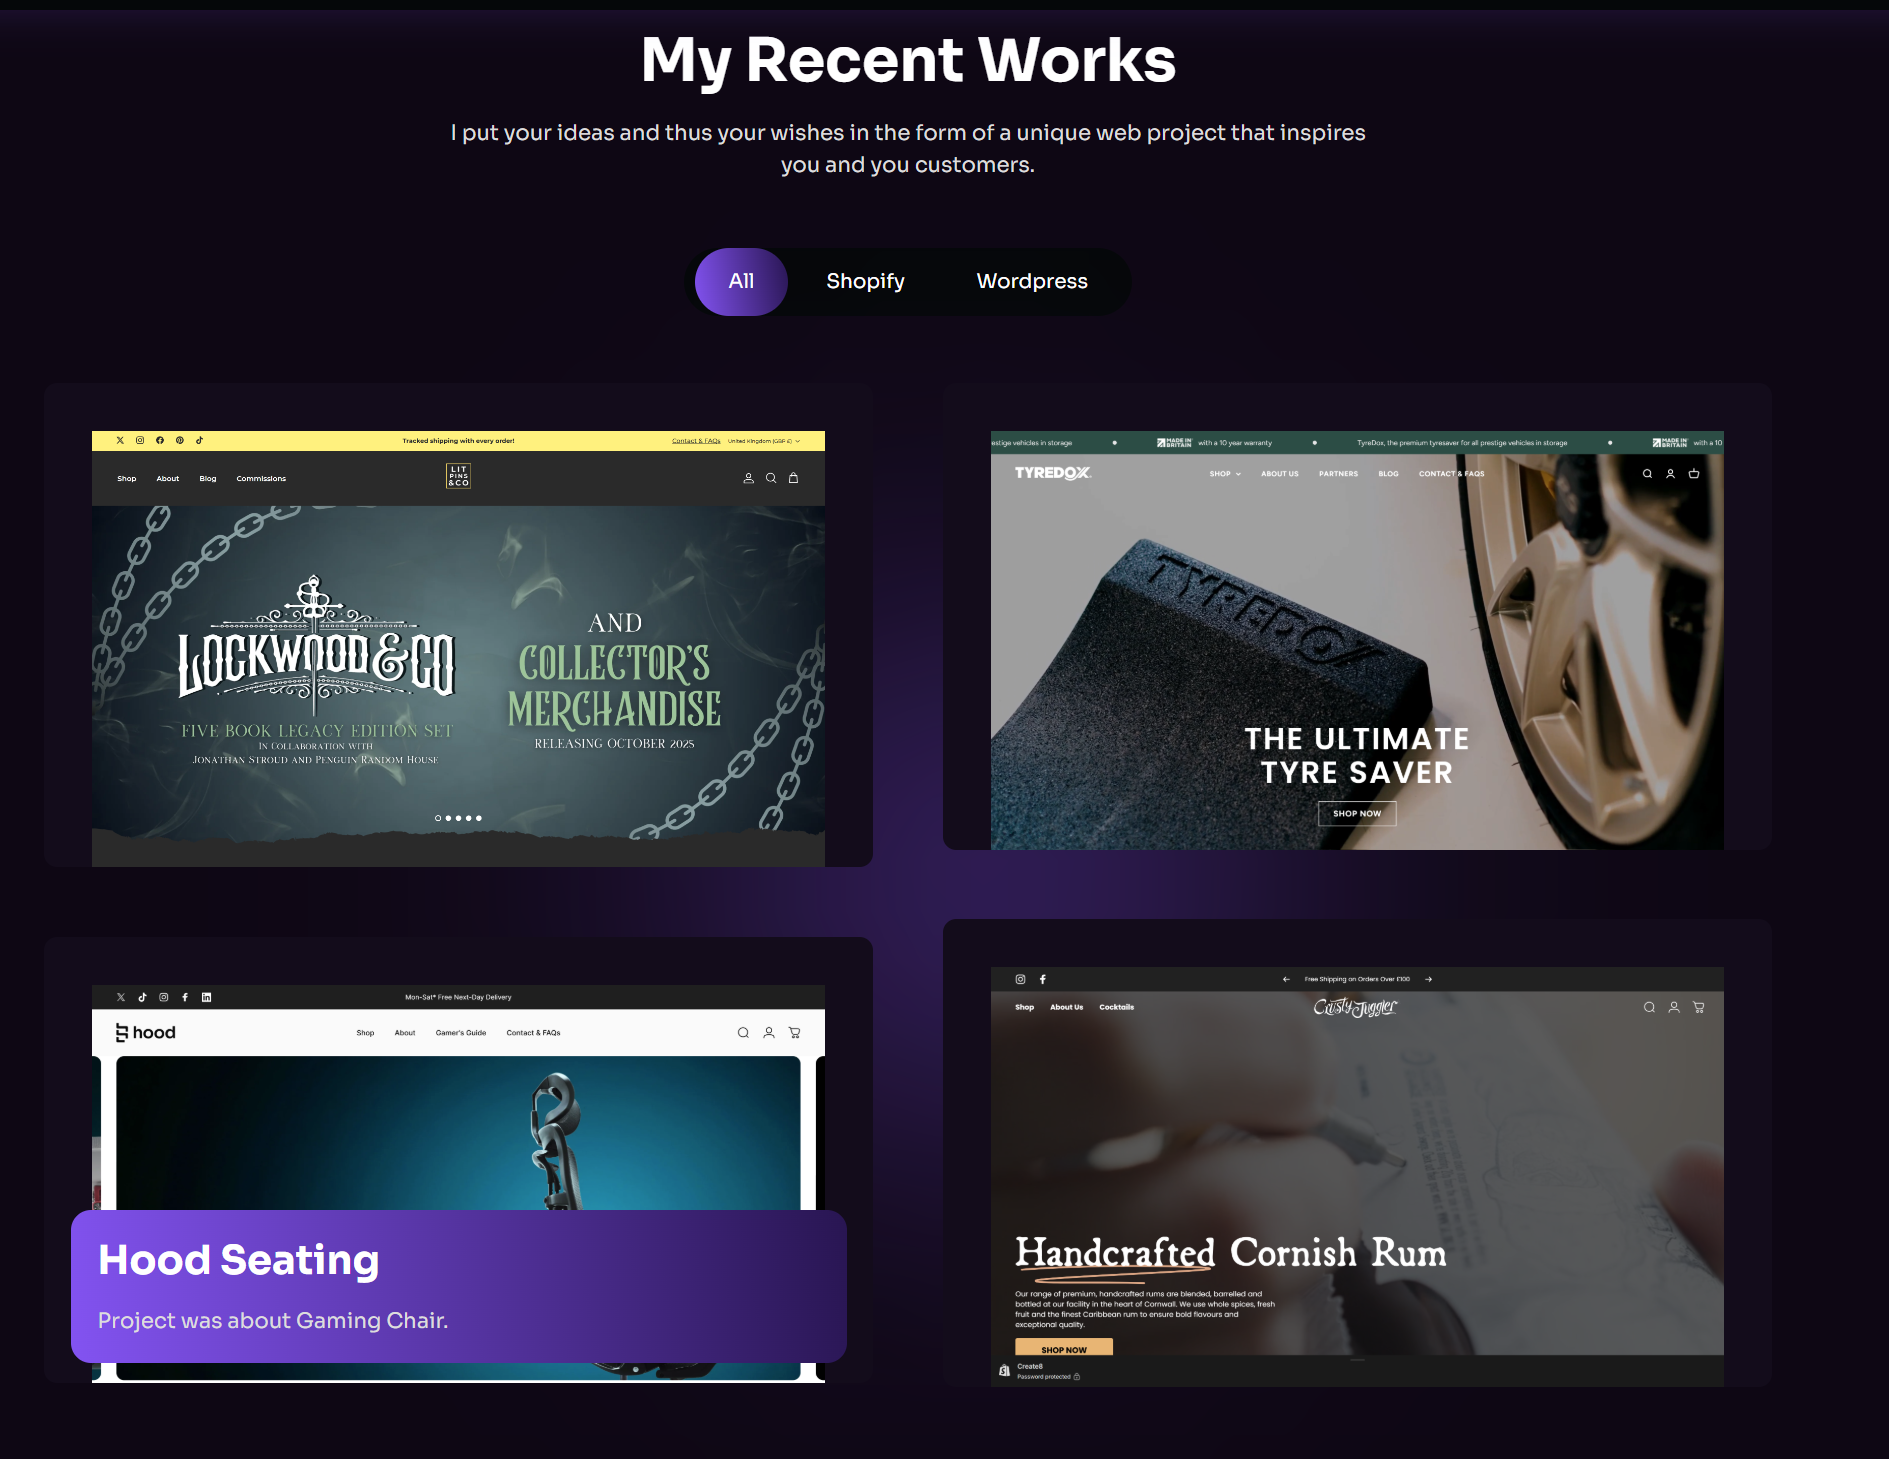 My Recent Works
I put your ideas and thus your wishes in the form of a unique web project that inspires
you and you customers.
All
Shopify
Wordpress
Tracked shipping with every order!
Contact & FAQs
United Kingdom (GBP £)
Shop
About
Blog
Commissions
LIT
PINS
&CO
LOCKWOOD & CO
FIVE BOOK LEGACY EDITION SET
IN COLLABORATION WITH
JONATHAN STROUD AND PENGUIN RANDOM HOUSE
AND
COLLECTOR'S
MERCHANDISE
RELEASING OCTOBER 2025
estige vehicles in storage
MADE IN
BRITAIN
with a 10 year warranty
TyreDox, the premium tyresaver for all prestige vehicles in storage
MADE IN
BRITAIN
with a 10
TYREDOX
SHOP
ABOUT US
PARTNERS
BLOG
CONTACT & FAQS
TYREDOX
THE ULTIMATE
TYRE SAVER
SHOP NOW
Mon-Sat* Free Next-Day Delivery
hood
Shop
About
Gamer's Guide
Contact & FAQs
Hood Seating
Project was about Gaming Chair.
Free Shipping on Orders Over £100
Shop
About Us
Cocktails
Crusty Juggler
Handcrafted Cornish Rum
Our range of premium, handcrafted rums are blended, barrelled and
bottled at our facility in the heart of Cornwall. We use whole spices, fresh
fruit and the finest Caribbean rum to ensure bold flavours and
exceptional quality.
SHOP NOW
Create8
Password protected